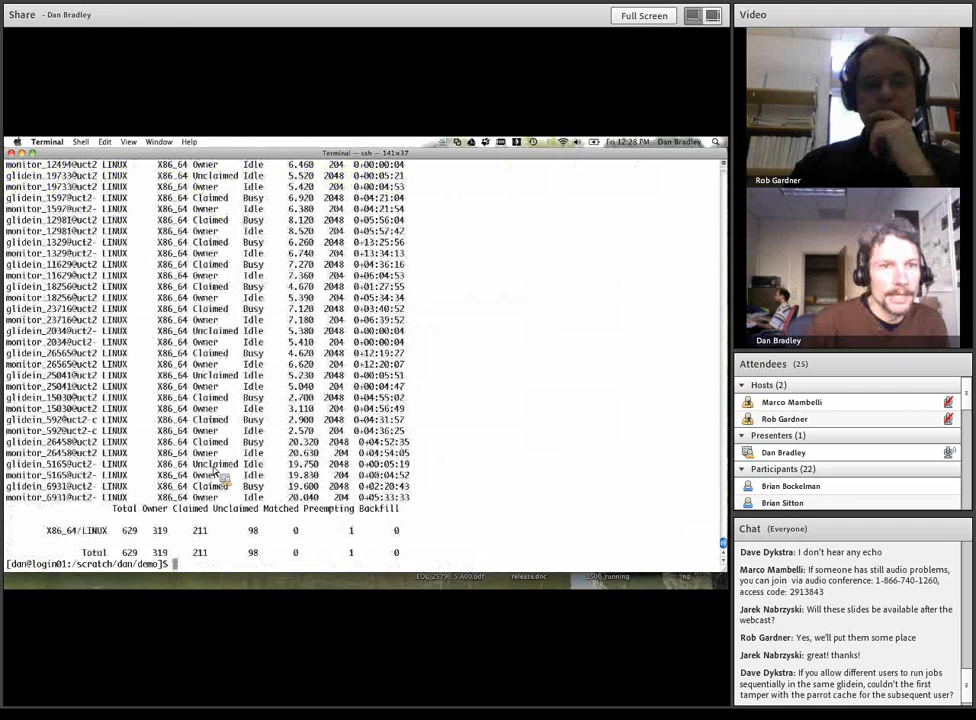 Share - Dan Bradley
Full Screen
Video
Rob Gardner
Dan Bradley
Terminal Shell Edit View Window Help
Fri 12:28 PM Dan Bradley
Terminal — ssh — 141×37
monitor_12494@uct2 LINUX X86_64 Owner Idle 6.460 204 0+00:00:04
glidein_19733@uct2 LINUX X86_64 Unclaimed Idle 5.520 2048 0+00:05:21
monitor_19733@uct2 LINUX X86_64 Owner Idle 5.420 204 0+00:04:53
glidein_1597@uct2- LINUX X86_64 Claimed Busy 6.920 2048 0+04:21:04
monitor_1597@uct2- LINUX X86_64 Owner Idle 6.380 204 0+04:21:54
glidein_12981@uct2 LINUX X86_64 Claimed Busy 8.120 2048 0+05:56:04
monitor_12981@uct2 LINUX X86_64 Owner Idle 8.520 204 0+05:57:42
glidein_1329@uct2- LINUX X86_64 Claimed Busy 6.260 2048 0+13:25:56
monitor_1329@uct2- LINUX X86_64 Owner Idle 6.740 204 0+13:34:13
glidein_11629@uct2 LINUX X86_64 Claimed Busy 7.270 2048 0+04:36:16
monitor_11629@uct2 LINUX X86_64 Owner Idle 7.360 204 0+06:04:53
glidein_18256@uct2 LINUX X86_64 Claimed Busy 4.670 2048 0+01:27:55
monitor_18256@uct2 LINUX X86_64 Owner Idle 5.390 204 0+05:34:34
glidein_23716@uct2 LINUX X86_64 Claimed Busy 7.120 2048 0+03:40:52
monitor_23716@uct2 LINUX X86_64 Owner Idle 7.180 204 0+06:39:52
glidein_2034@uct2- LINUX X86_64 Unclaimed Idle 5.380 2048 0+00:00:04
monitor_2034@uct2- LINUX X86_64 Owner Idle 5.410 204 0+00:00:04
glidein_26565@uct2 LINUX X86_64 Claimed Busy 4.620 2048 0+12:19:27
monitor_26565@uct2 LINUX X86_64 Owner Idle 6.620 204 0+12:20:07
glidein_25041@uct2 LINUX X86_64 Unclaimed Idle 5.230 2048 0+00:05:51
monitor_25041@uct2 LINUX X86_64 Owner Idle 5.040 204 0+00:04:47
glidein_15030@uct2 LINUX X86_64 Claimed Busy 2.700 2048 0+04:55:02
monitor_15030@uct2 LINUX X86_64 Owner Idle 3.110 204 0+04:56:49
glidein_5920@uct2-c LINUX X86_64 Claimed Busy 2.900 2048 0+04:31:57
monitor_5920@uct2-c LINUX X86_64 Owner Idle 2.570 204 0+04:36:25
glidein_26458@uct2 LINUX X86_64 Claimed Busy 20.320 2048 0+04:52:35
monitor_26458@uct2 LINUX X86_64 Owner Idle 20.630 204 0+04:54:05
glidein_5165@uct2- LINUX X86_64 Unclaimed Idle 19.750 2048 0+00:05:19
monitor_5165@uct2- LINUX X86_64 Owner Idle 19.830 204 0+00:04:52
glidein_6931@uct2- LINUX X86_64 Claimed Busy 19.600 2048 0+02:20:43
monitor_6931@uct2- LINUX X86_64 Owner Idle 20.040 204 0+05:33:33
Total Owner Claimed Unclaimed Matched Preempting Backfill
X86_64/LINUX 629 319 211 98 0 1 0
Total 629 319 211 98 0 1 0
[dan@login01:/scratch/dan/demo]$
release.doc 1500_running
Attendees (25)
Hosts (2)
Marco Mambelli
Rob Gardner
Presenters (1)
Dan Bradley
Participants (22)
Brian Bockelman
Brian Sitton
Chat (Everyone)
Dave Dykstra: I don't hear any echo
Marco Mambelli: If someone has still audio problems,
you can join via audio conference: 1-866-740-1260,
access code: 2913843
Jarek Nabrzyski: Will these slides be available after the
webcast?
Rob Gardner: Yes, we'll put them some place
Jarek Nabrzyski: great! thanks!
Dave Dykstra: If you allow different users to run jobs
sequentially in the same glidein, couldn't the first
tamper with the parrot cache for the subsequent user?